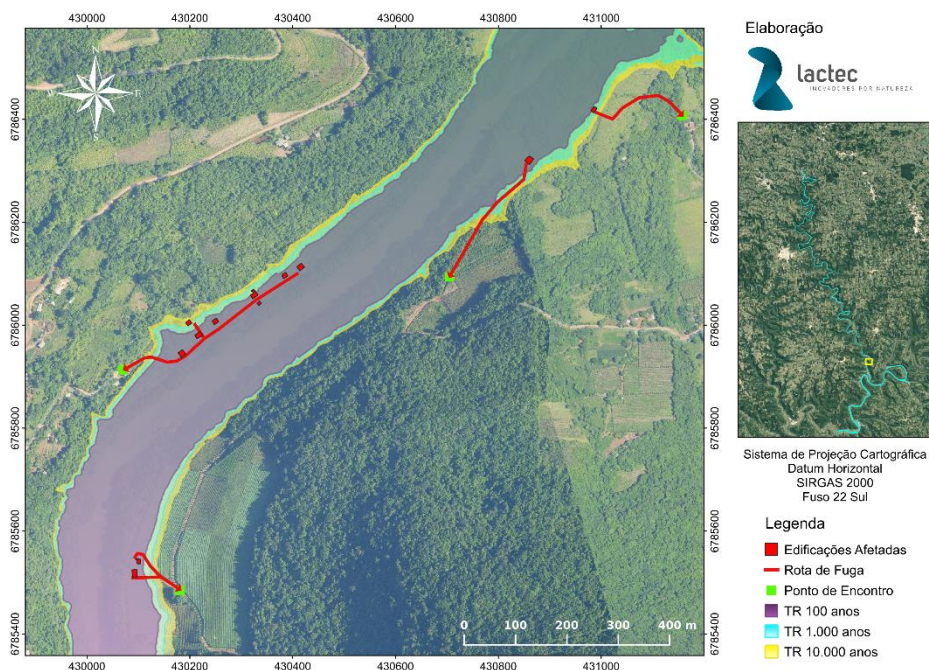 430000 430200 430400 430600 430800 431000
6786400 6786200 6786000 6785800 6785600 6785400
N
W E
S
0 200 400 m
430000 430200 430400 430600 430800 431000
6786400 6786200 6786000 6785800 6785600 6785400
Elaboração
lactec
INOVADORES POR NATUREZA
Sistema de Projeção Cartográfica
Datum Horizontal
SIRGAS 2000
Fuso 22 Sul
Legenda
Edificações Afetadas
Rota de Fuga
Ponto de Encontro
TR 100 anos
TR 1.000 anos
TR 10.000 anos